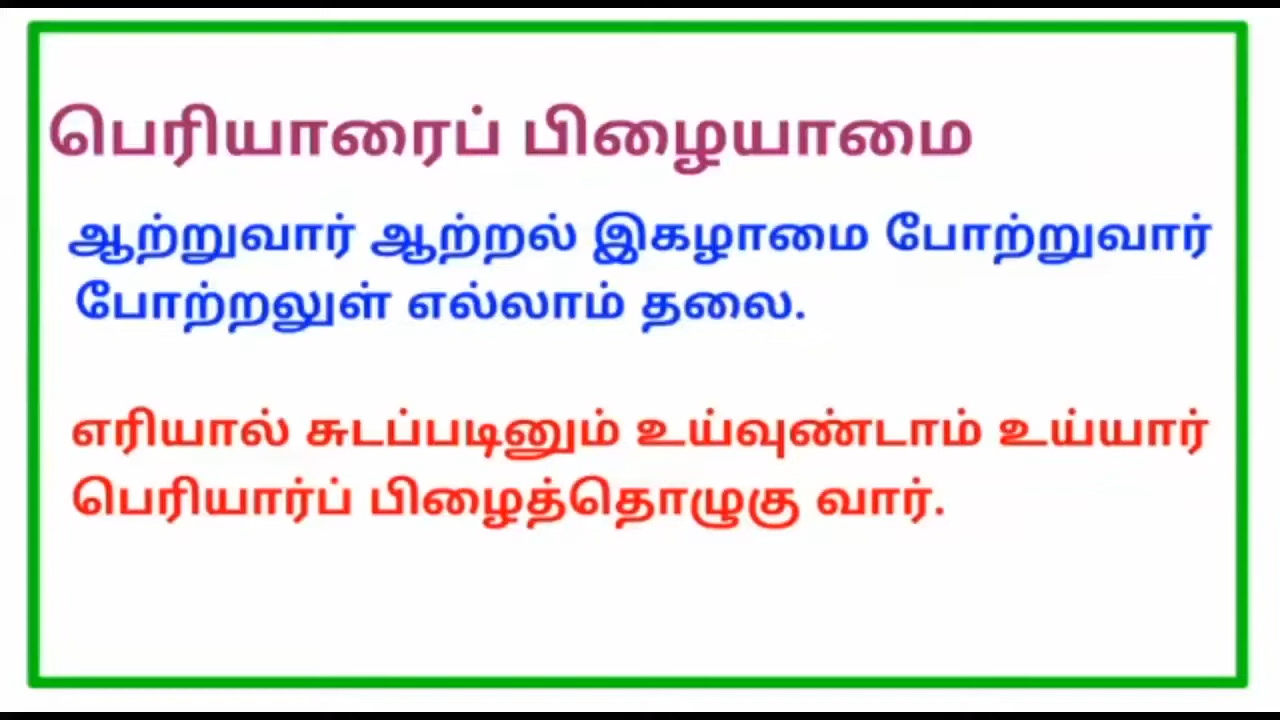 பெரியாரைப் பிழையாமை
ஆற்றுவார் ஆற்றல் இகழாமை போற்றுவார்
போற்றலுள் எல்லாம் தலை.
எரியால் சுடப்படினும் உய்வுண்டாம் உய்யார்
பெரியார்ப் பிழைத்தொழுகு வார்.